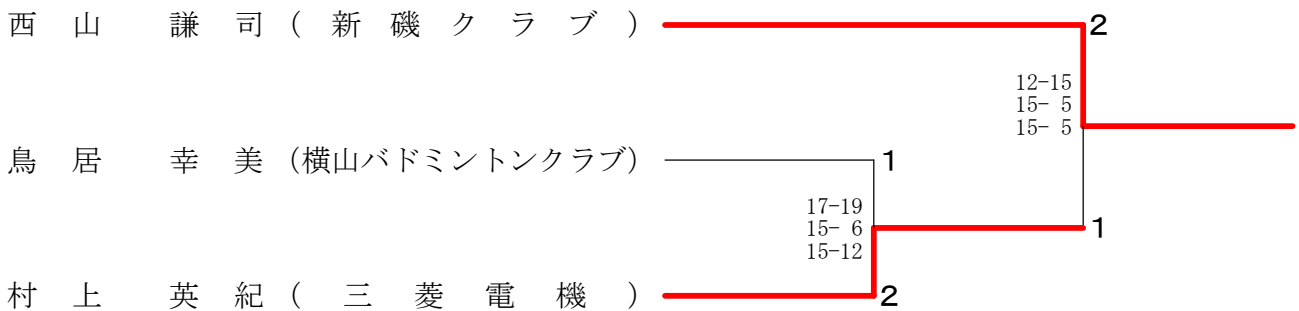 西山 謙司(新磯クラブ) 2
12-15
15- 5
15- 5
鳥居 幸美(横山バドミントンクラブ) 1
17-19
15- 6
15-12
1
村上 英紀(三菱電機) 2